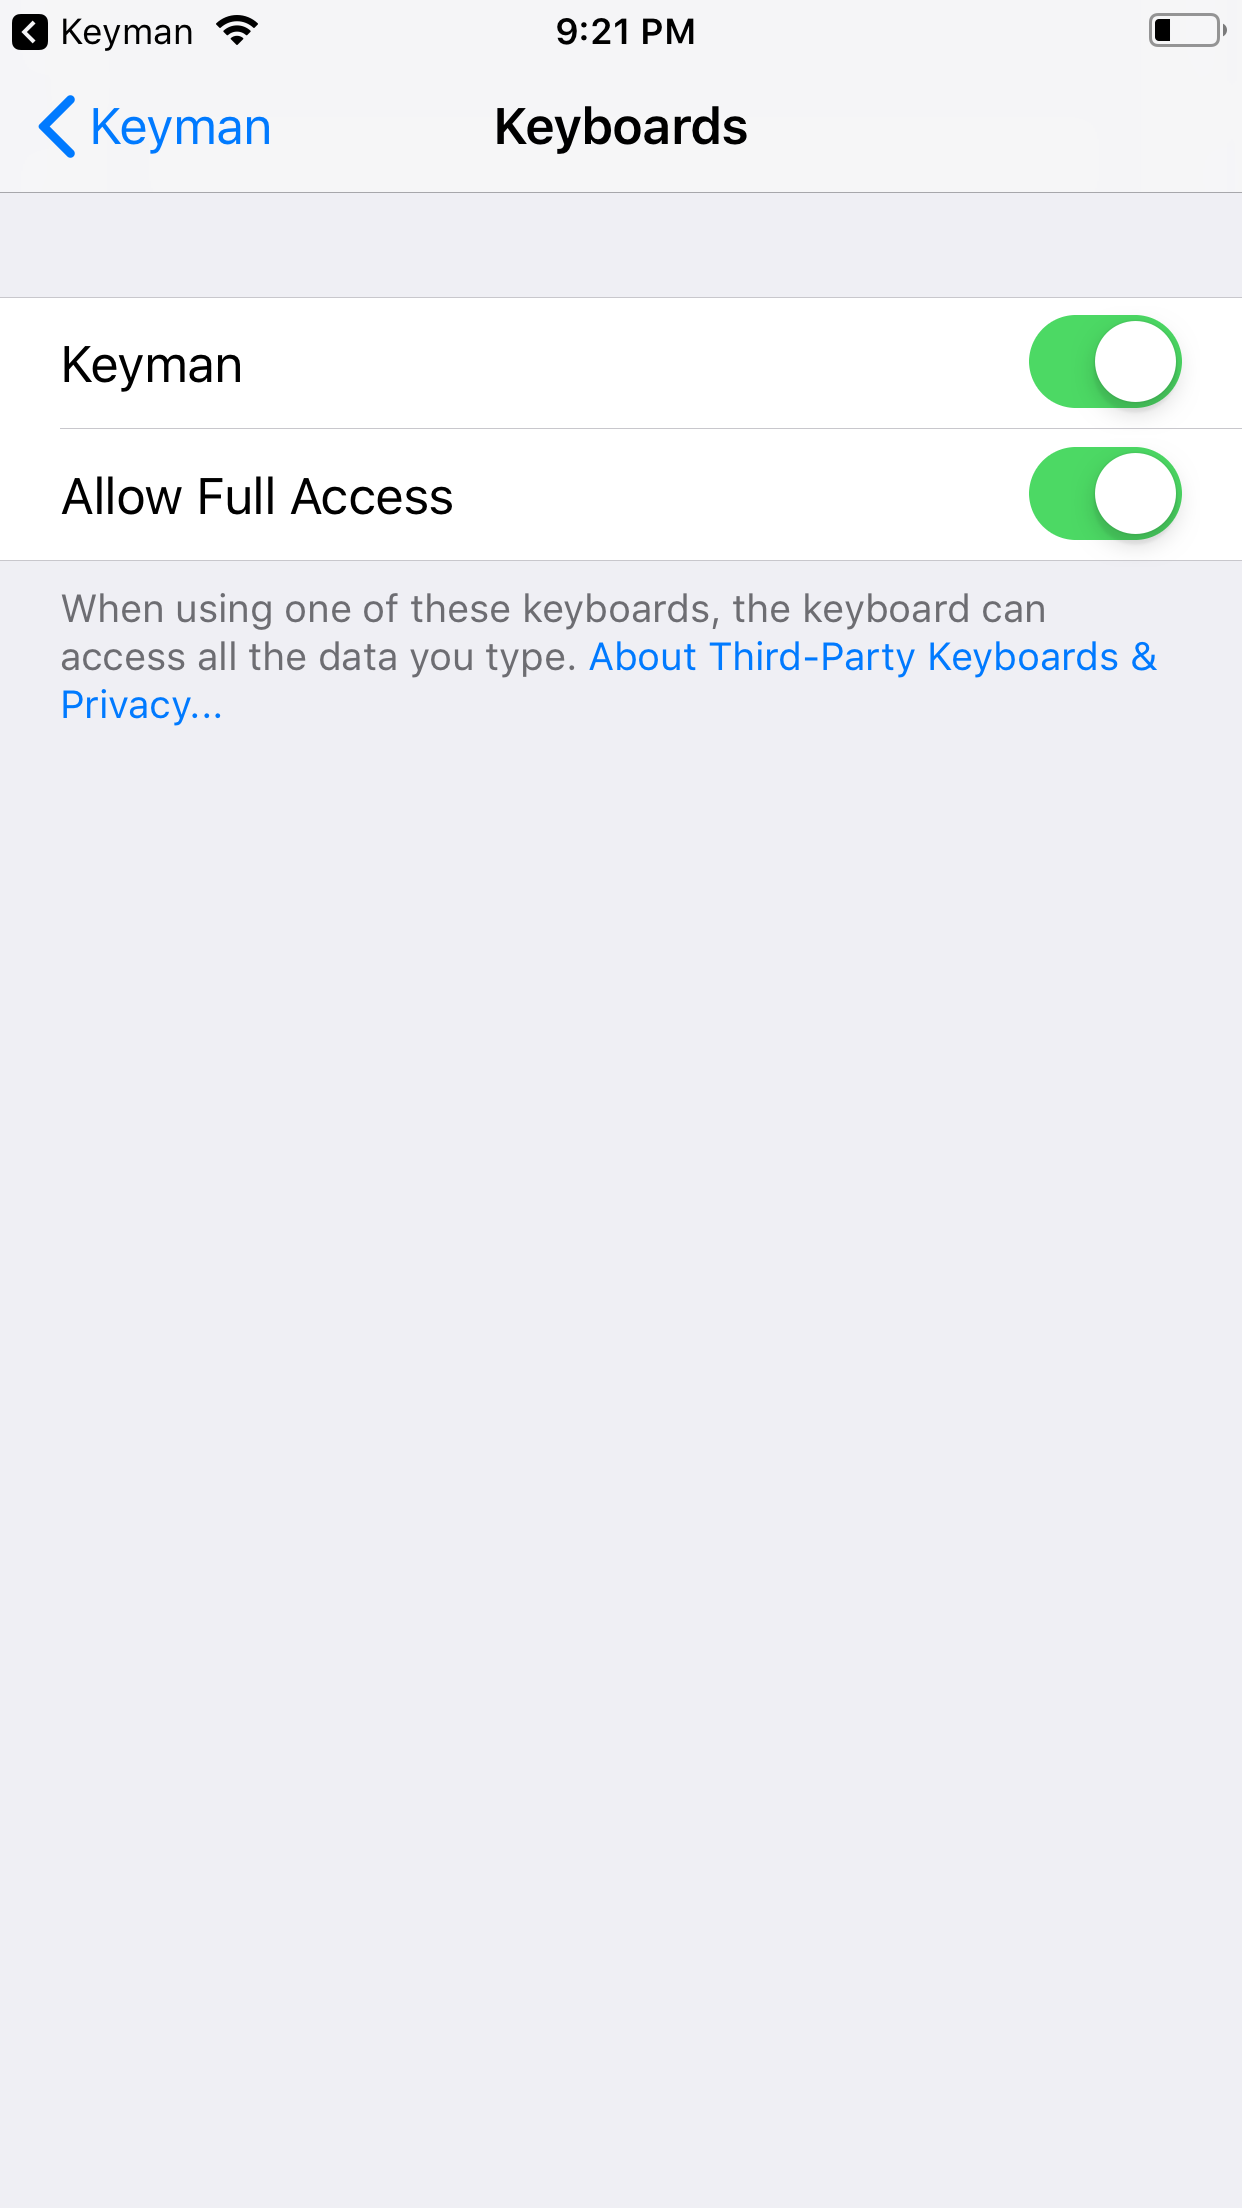 Keyman
9:21 PM
Keyman
Keyboards
Keyman
Allow Full Access
When using one of these keyboards, the keyboard can
access all the data you type. About Third-Party Keyboards &
Privacy...